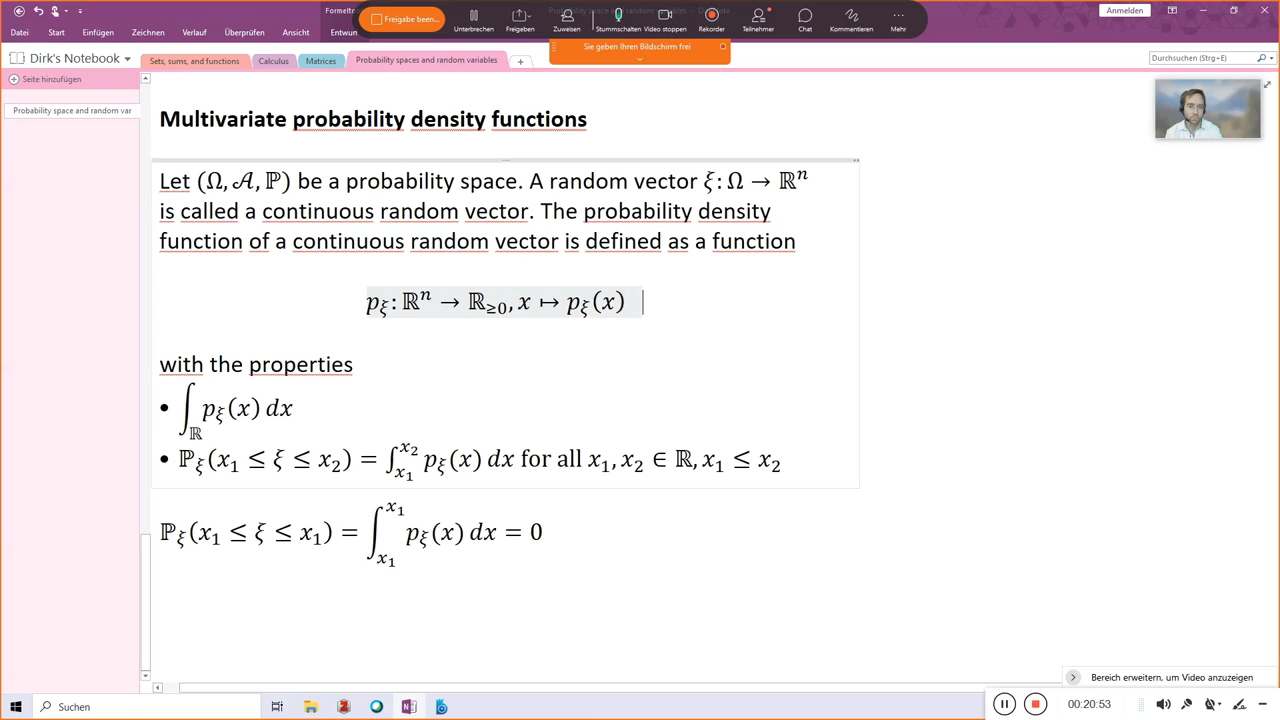 Freigabe been...
Formeltools
Datei Start Einfügen Zeichnen Verlauf Überprüfen Ansicht Entwurf
Unterbrechen Freigeben Zuweisen Stummschalten Video stoppen Rekorder Teilnehmer Chat Kommentieren Mehr
Anmelden
Sie geben Ihren Bildschirm frei
Dirk's Notebook
Sets, sums, and functions Calculus Matrices Probability spaces and random variables
Durchsuchen (Strg+E)
Seite hinzufügen
Probability space and random var
Multivariate probability density functions
Let (Ω, 𝒜, ℙ) be a probability space. A random vector ξ: Ω → ℝⁿ
is called a continuous random vector. The probability density
function of a continuous random vector is defined as a function
p_ξ: ℝⁿ → ℝ_≥0, x ↦ p_ξ(x)
with the properties
• ∫_ℝ p_ξ(x) dx
• ℙ_ξ(x₁ ≤ ξ ≤ x₂) = ∫_{x₁}^{x₂} p_ξ(x) dx for all x₁, x₂ ∈ ℝ, x₁ ≤ x₂
ℙ_ξ(x₁ ≤ ξ ≤ x₁) = ∫_{x₁}^{x₁} p_ξ(x) dx = 0
Bereich erweitern, um Video anzuzeigen
Suchen
00:20:53